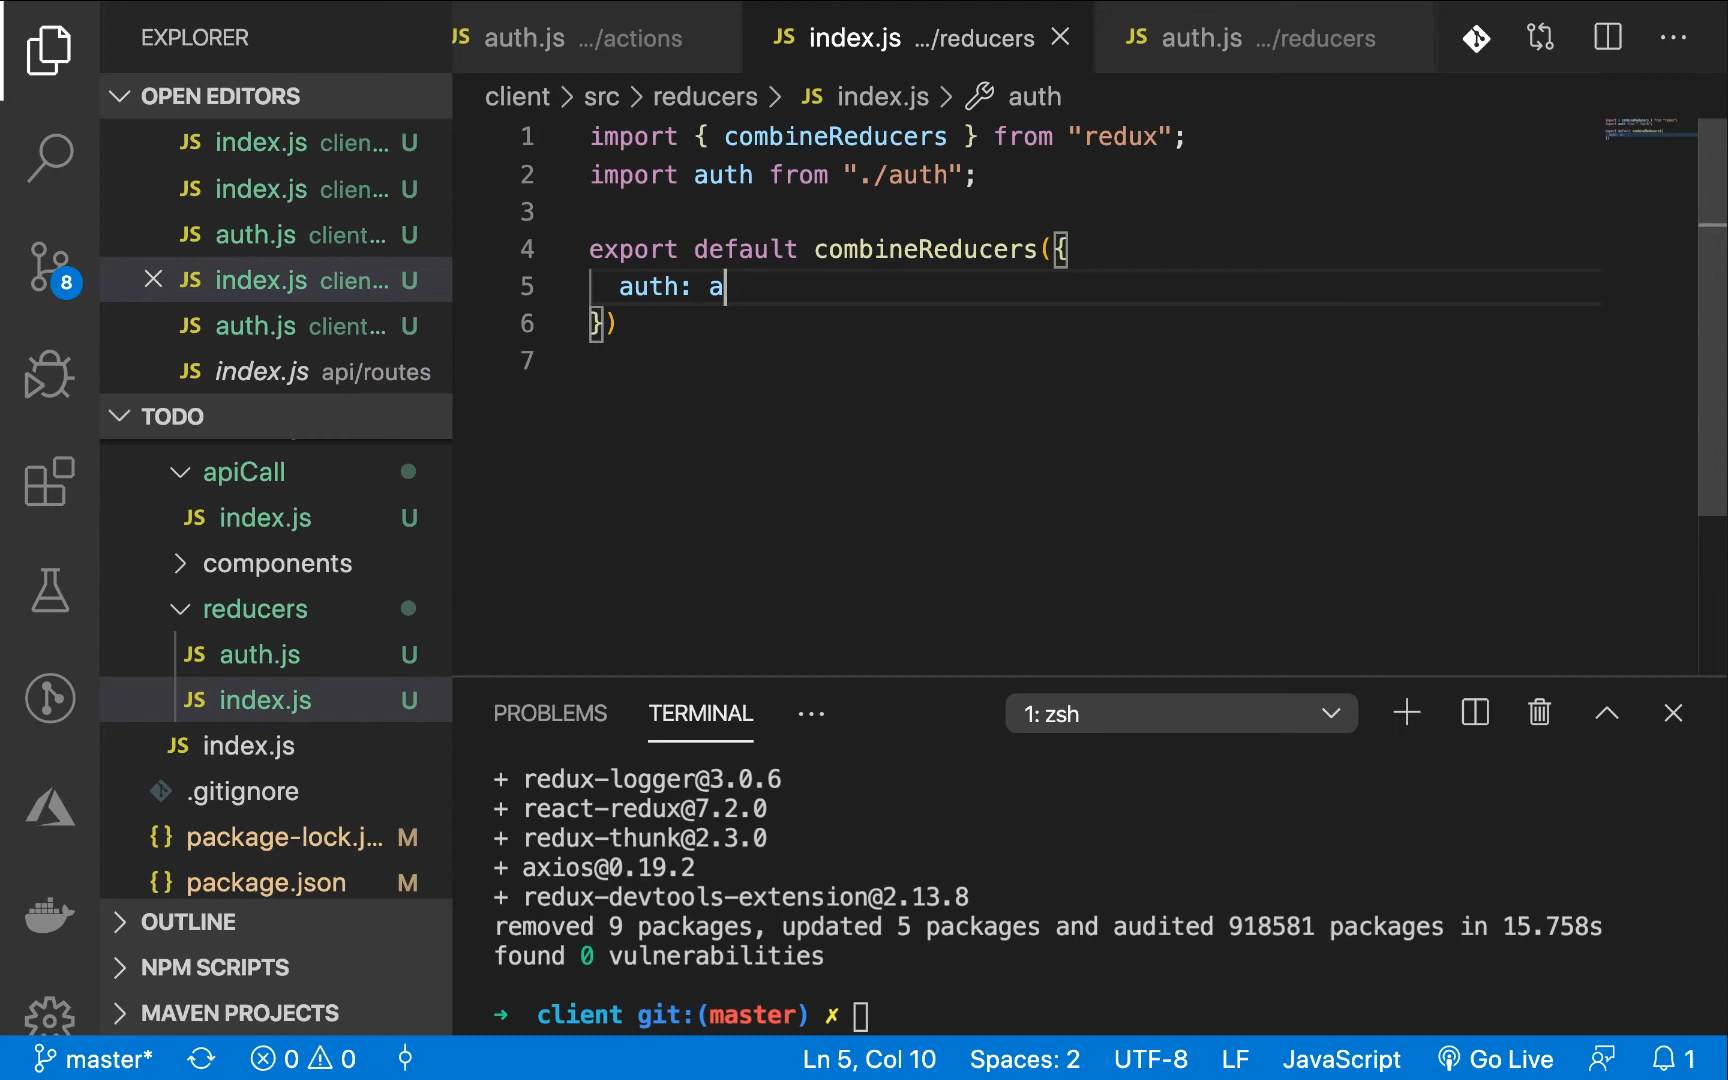 EXPLORER
OPEN EDITORS
JS index.js clien... U
JS index.js clien... U
JS auth.js client... U
JS index.js clien... U
JS auth.js client... U
JS index.js api/routes
TODO
apiCall
JS index.js U
components
reducers
JS auth.js U
JS index.js U
JS index.js
.gitignore
{} package-lock.j... M
{} package.json M
OUTLINE
NPM SCRIPTS
MAVEN PROJECTS
8
JS auth.js .../actions
JS index.js .../reducers
JS auth.js .../reducers
client > src > reducers > JS index.js > auth
1 import { combineReducers } from "redux";
2 import auth from "./auth";
3
4 export default combineReducers({
5 auth: a
6 })
7
PROBLEMS TERMINAL ... 1: zsh
+ redux-logger@3.0.6
+ react-redux@7.2.0
+ redux-thunk@2.3.0
+ axios@0.19.2
+ redux-devtools-extension@2.13.8
removed 9 packages, updated 5 packages and audited 918581 packages in 15.758s
found 0 vulnerabilities
→ client git:(master) ✗
master* 0 0 Ln 5, Col 10 Spaces: 2 UTF-8 LF JavaScript Go Live 1